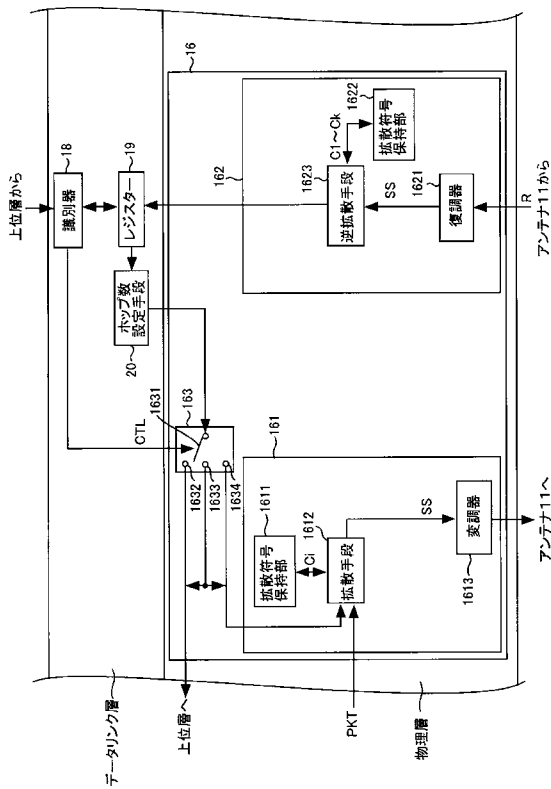 上位層から
18
識別器
19
レジスター
ホップ数
設定手段
20
CTL
データリンク層
16
162
1622
拡散符号
保持部
C1～Ck
1623
逆拡散手段
SS
1621
復調器
R
アンテナ11から
1631
163
1632
1633
1634
161
1611
拡散符号
保持部
Ci
1612
拡散手段
SS
変調器
1613
アンテナ11へ
上位層へ
PKT
物理層